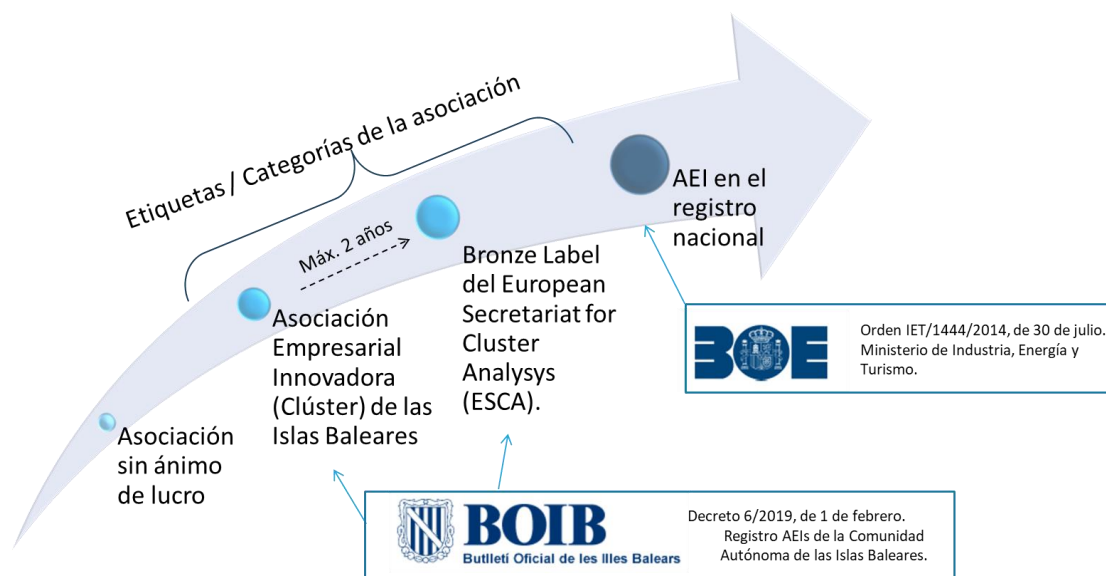 Etiquetas / Categorías de la asociación
Máx. 2 años
AEI en el
registro
nacional
Bronze Label
del European
Secretariat for
Cluster
Analysys
(ESCA).
Asociación
Empresarial
Innovadora
(Clúster) de las
Islas Baleares
Asociación
sin ánimo
de lucro
BOE
Orden IET/1444/2014, de 30 de julio.
Ministerio de Industria, Energía y
Turismo.
BOIB
Butlletí Oficial de les Illes Balears
Decreto 6/2019, de 1 de febrero.
Registro AEIs de la Comunidad
Autónoma de las Islas Baleares.